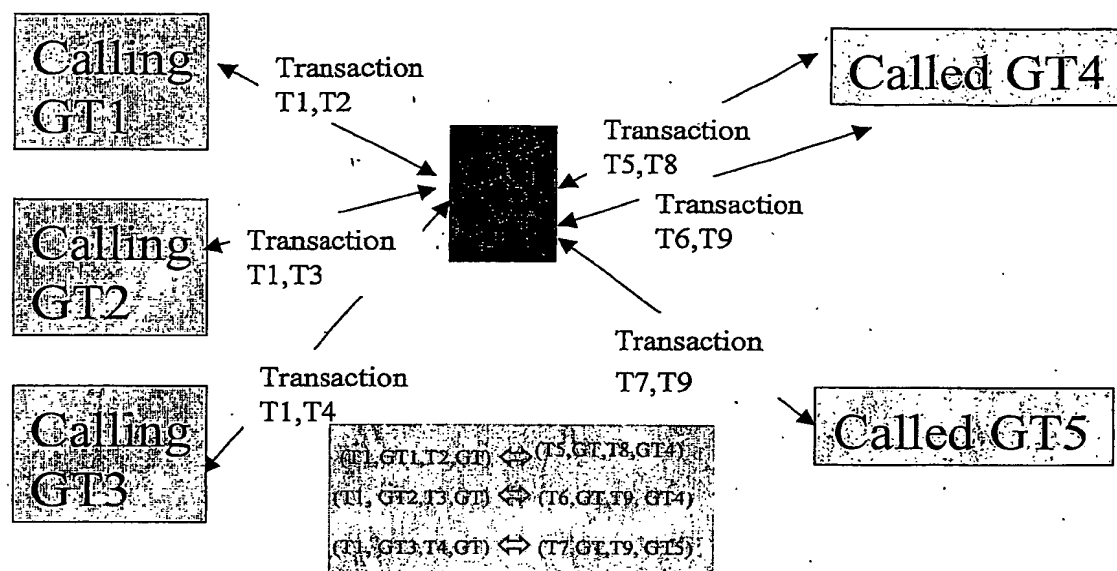 Calling
GT1
Transaction
T1,T2
Called GT4
Transaction
T5,T8
Transaction
T6,T9
Calling
GT2
Transaction
T1,T3
Transaction
T7,T9
Calling
GT3
Transaction
T1,T4
Called GT5
(T1,GT1,T2,GT) ⇔ (T5,GT,T8,GT4)
(T1, GT2,T3,GT) ⇔ (T6,GT,T9, GT4)
(T1, GT3,T4,GT) ⇔ (T7,GT,T9, GT5)